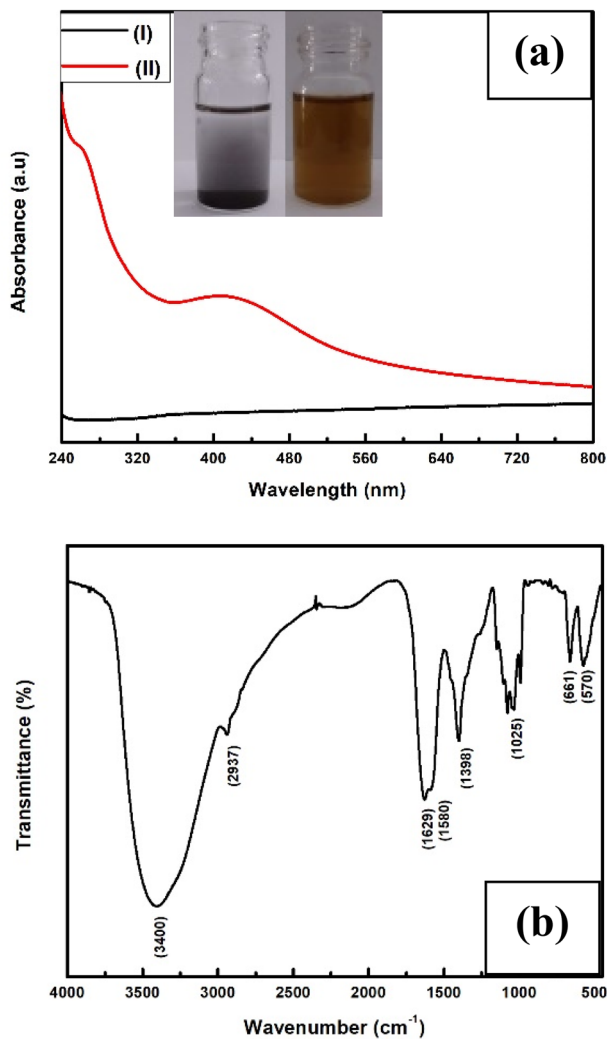 (I)
(II)
(a)
Absorbance (a.u)
240 320 400 480 560 640 720 800
Wavelength (nm)
Transmittance (%)
(3400)
(2937)
(1629)
(1580)
(1398)
(1025)
(661)
(570)
(b)
4000 3500 3000 2500 2000 1500 1000 500
Wavenumber (cm⁻¹)